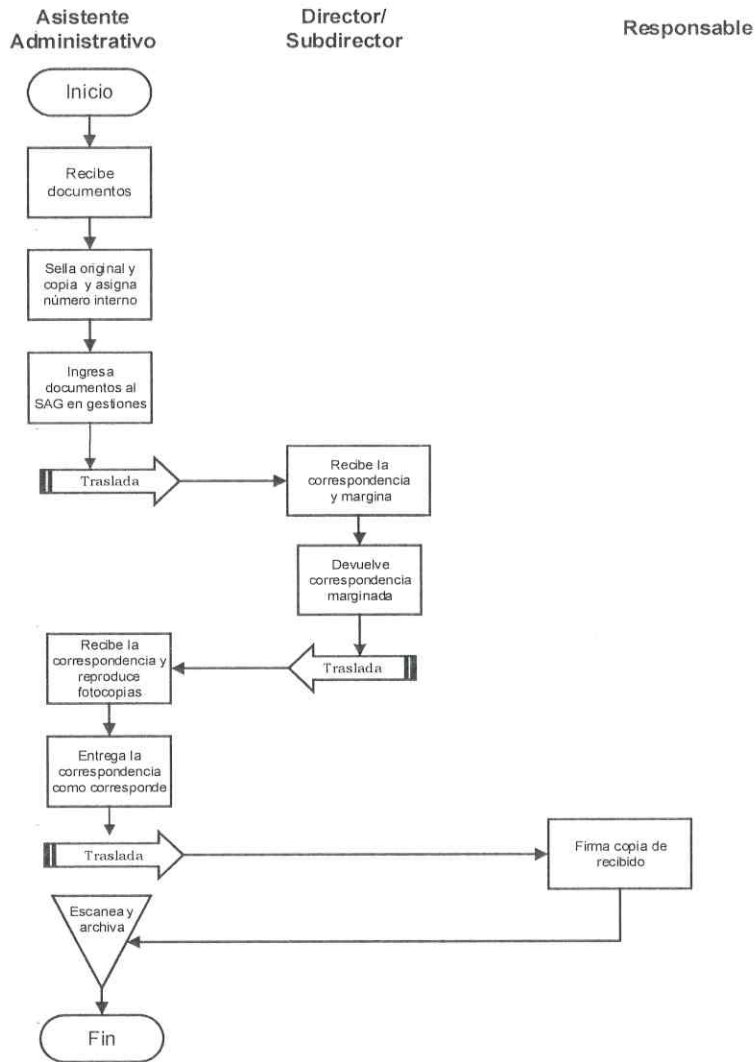 Asistente
Administrativo
Director/
Subdirector
Responsable
Inicio
Recibe
documentos
Sella original y
copia y asigna
número interno
Ingresa
documentos al
SAG en gestiones
Traslada
Recibe la
correspondencia
y margina
Devuelve
correspondencia
marginada
Traslada
Recibe la
correspondencia y
reproduce
fotocopias
Entrega la
correspondencia
como corresponde
Traslada
Firma copia de
recibido
Escanea y
archiva
Fin